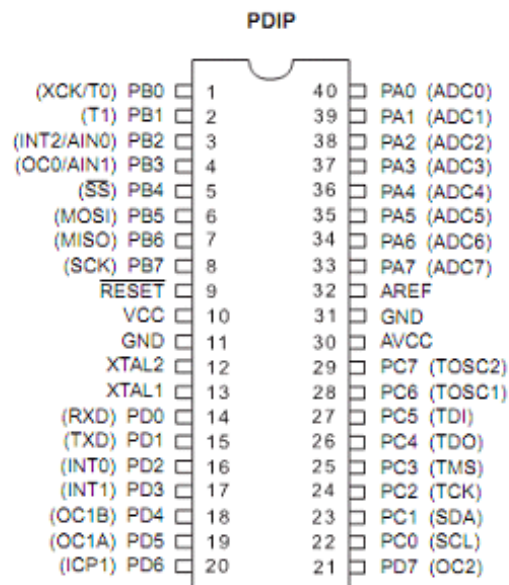 PDIP
(XCK/T0) PB0 1 40 PA0 (ADC0)
(T1) PB1 2 39 PA1 (ADC1)
(INT2/AIN0) PB2 3 38 PA2 (ADC2)
(OC0/AIN1) PB3 4 37 PA3 (ADC3)
(SS) PB4 5 36 PA4 (ADC4)
(MOSI) PB5 6 35 PA5 (ADC5)
(MISO) PB6 7 34 PA6 (ADC6)
(SCK) PB7 8 33 PA7 (ADC7)
RESET 9 32 AREF
VCC 10 31 GND
GND 11 30 AVCC
XTAL2 12 29 PC7 (TOSC2)
XTAL1 13 28 PC6 (TOSC1)
(RXD) PD0 14 27 PC5 (TDI)
(TXD) PD1 15 26 PC4 (TDO)
(INT0) PD2 16 25 PC3 (TMS)
(INT1) PD3 17 24 PC2 (TCK)
(OC1B) PD4 18 23 PC1 (SDA)
(OC1A) PD5 19 22 PC0 (SCL)
(ICP1) PD6 20 21 PD7 (OC2)